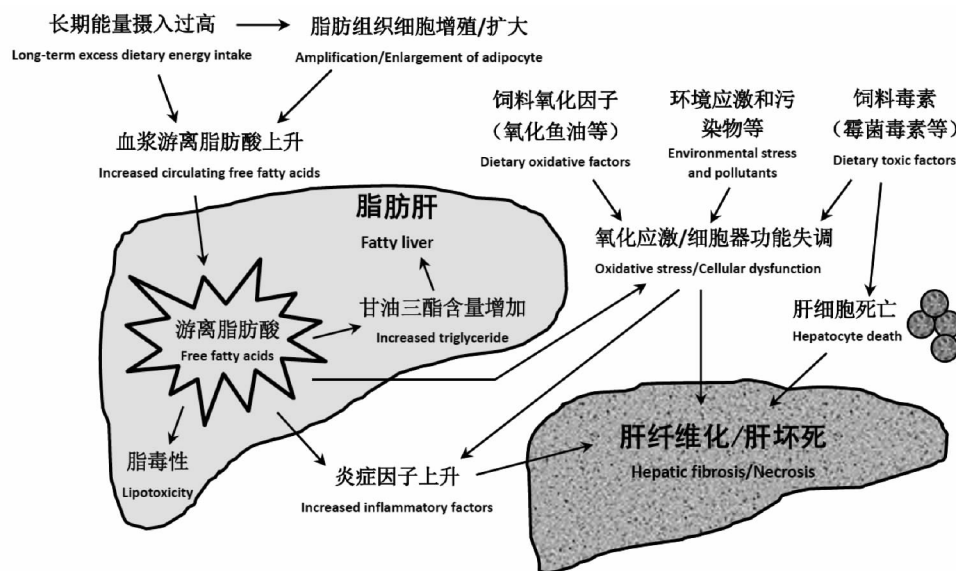 长期能量摄入过高
Long-term excess dietary energy intake
脂肪组织细胞增殖/扩大
Amplification/Enlargement of adipocyte
血浆游离脂肪酸上升
Increased circulating free fatty acids
饲料氧化因子
（氧化鱼油等）
Dietary oxidative factors
环境应激和污
染物等
Environmental stress
and pollutants
饲料毒素
（霉菌毒素等）
Dietary toxic factors
脂肪肝
Fatty liver
氧化应激/细胞器功能失调
Oxidative stress/Cellular dysfunction
游离脂肪酸
Free fatty acids
甘油三酯含量增加
Increased triglyceride
肝细胞死亡
Hepatocyte death
脂毒性
Lipotoxicity
炎症因子上升
Increased inflammatory factors
肝纤维化/肝坏死
Hepatic fibrosis/Necrosis